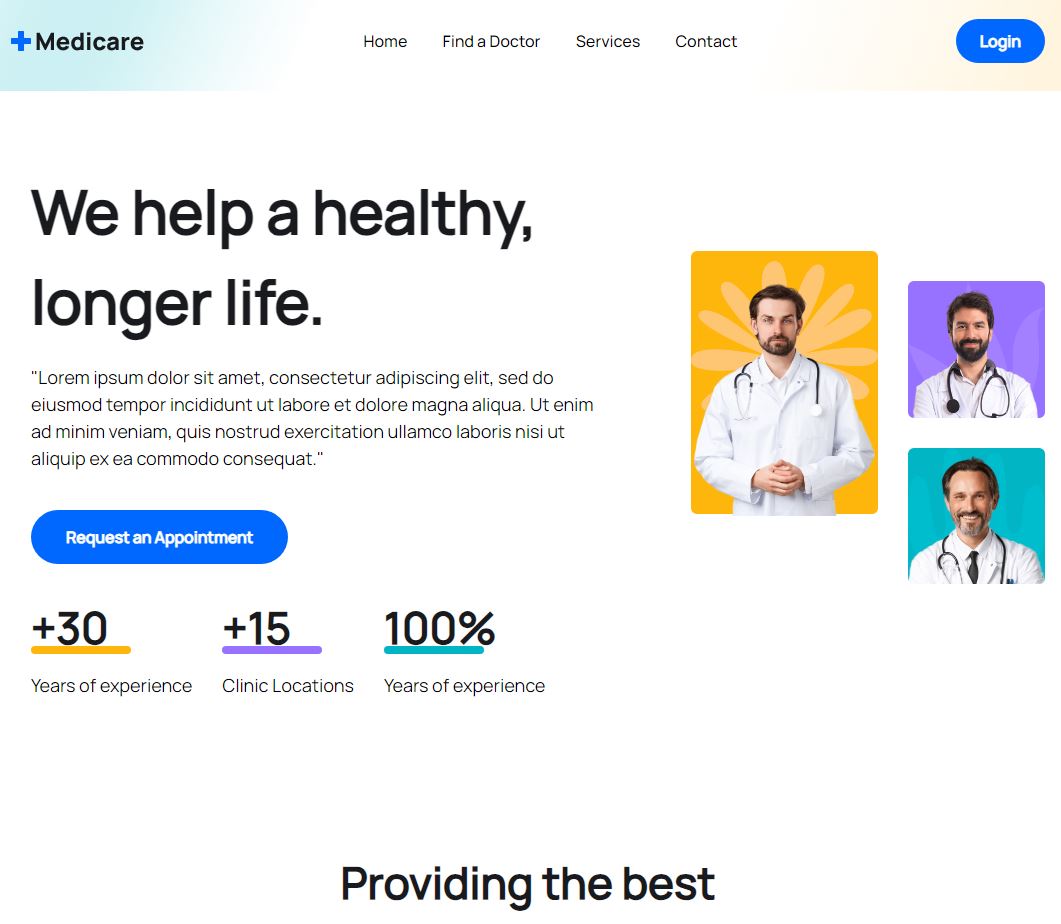 Medicare
Home Find a Doctor Services Contact
Login
We help a healthy,
longer life.
"Lorem ipsum dolor sit amet, consectetur adipiscing elit, sed do
eiusmod tempor incididunt ut labore et dolore magna aliqua. Ut enim
ad minim veniam, quis nostrud exercitation ullamco laboris nisi ut
aliquip ex ea commodo consequat."
Request an Appointment
+30
Years of experience
+15
Clinic Locations
100%
Years of experience
Providing the best